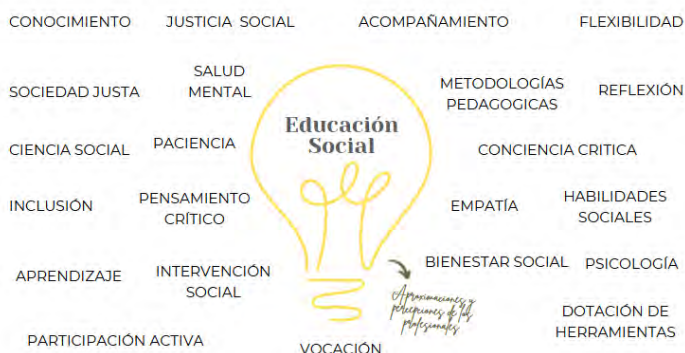 CONOCIMIENTO
JUSTICIA SOCIAL
ACOMPAÑAMIENTO
FLEXIBILIDAD
SOCIEDAD JUSTA
SALUD
MENTAL
METODOLOGÍAS
PEDAGOGICAS
REFLEXIÓN
Educación
Social
CIENCIA SOCIAL
PACIENCIA
CONCIENCIA CRITICA
INCLUSIÓN
PENSAMIENTO
CRÍTICO
EMPATÍA
HABILIDADES
SOCIALES
APRENDIZAJE
INTERVENCIÓN
SOCIAL
BIENESTAR SOCIAL
PSICOLOGÍA
Aproximaciones y
percepciones de los
profesionales
DOTACIÓN DE
HERRAMIENTAS
PARTICIPACIÓN ACTIVA
VOCACIÓN